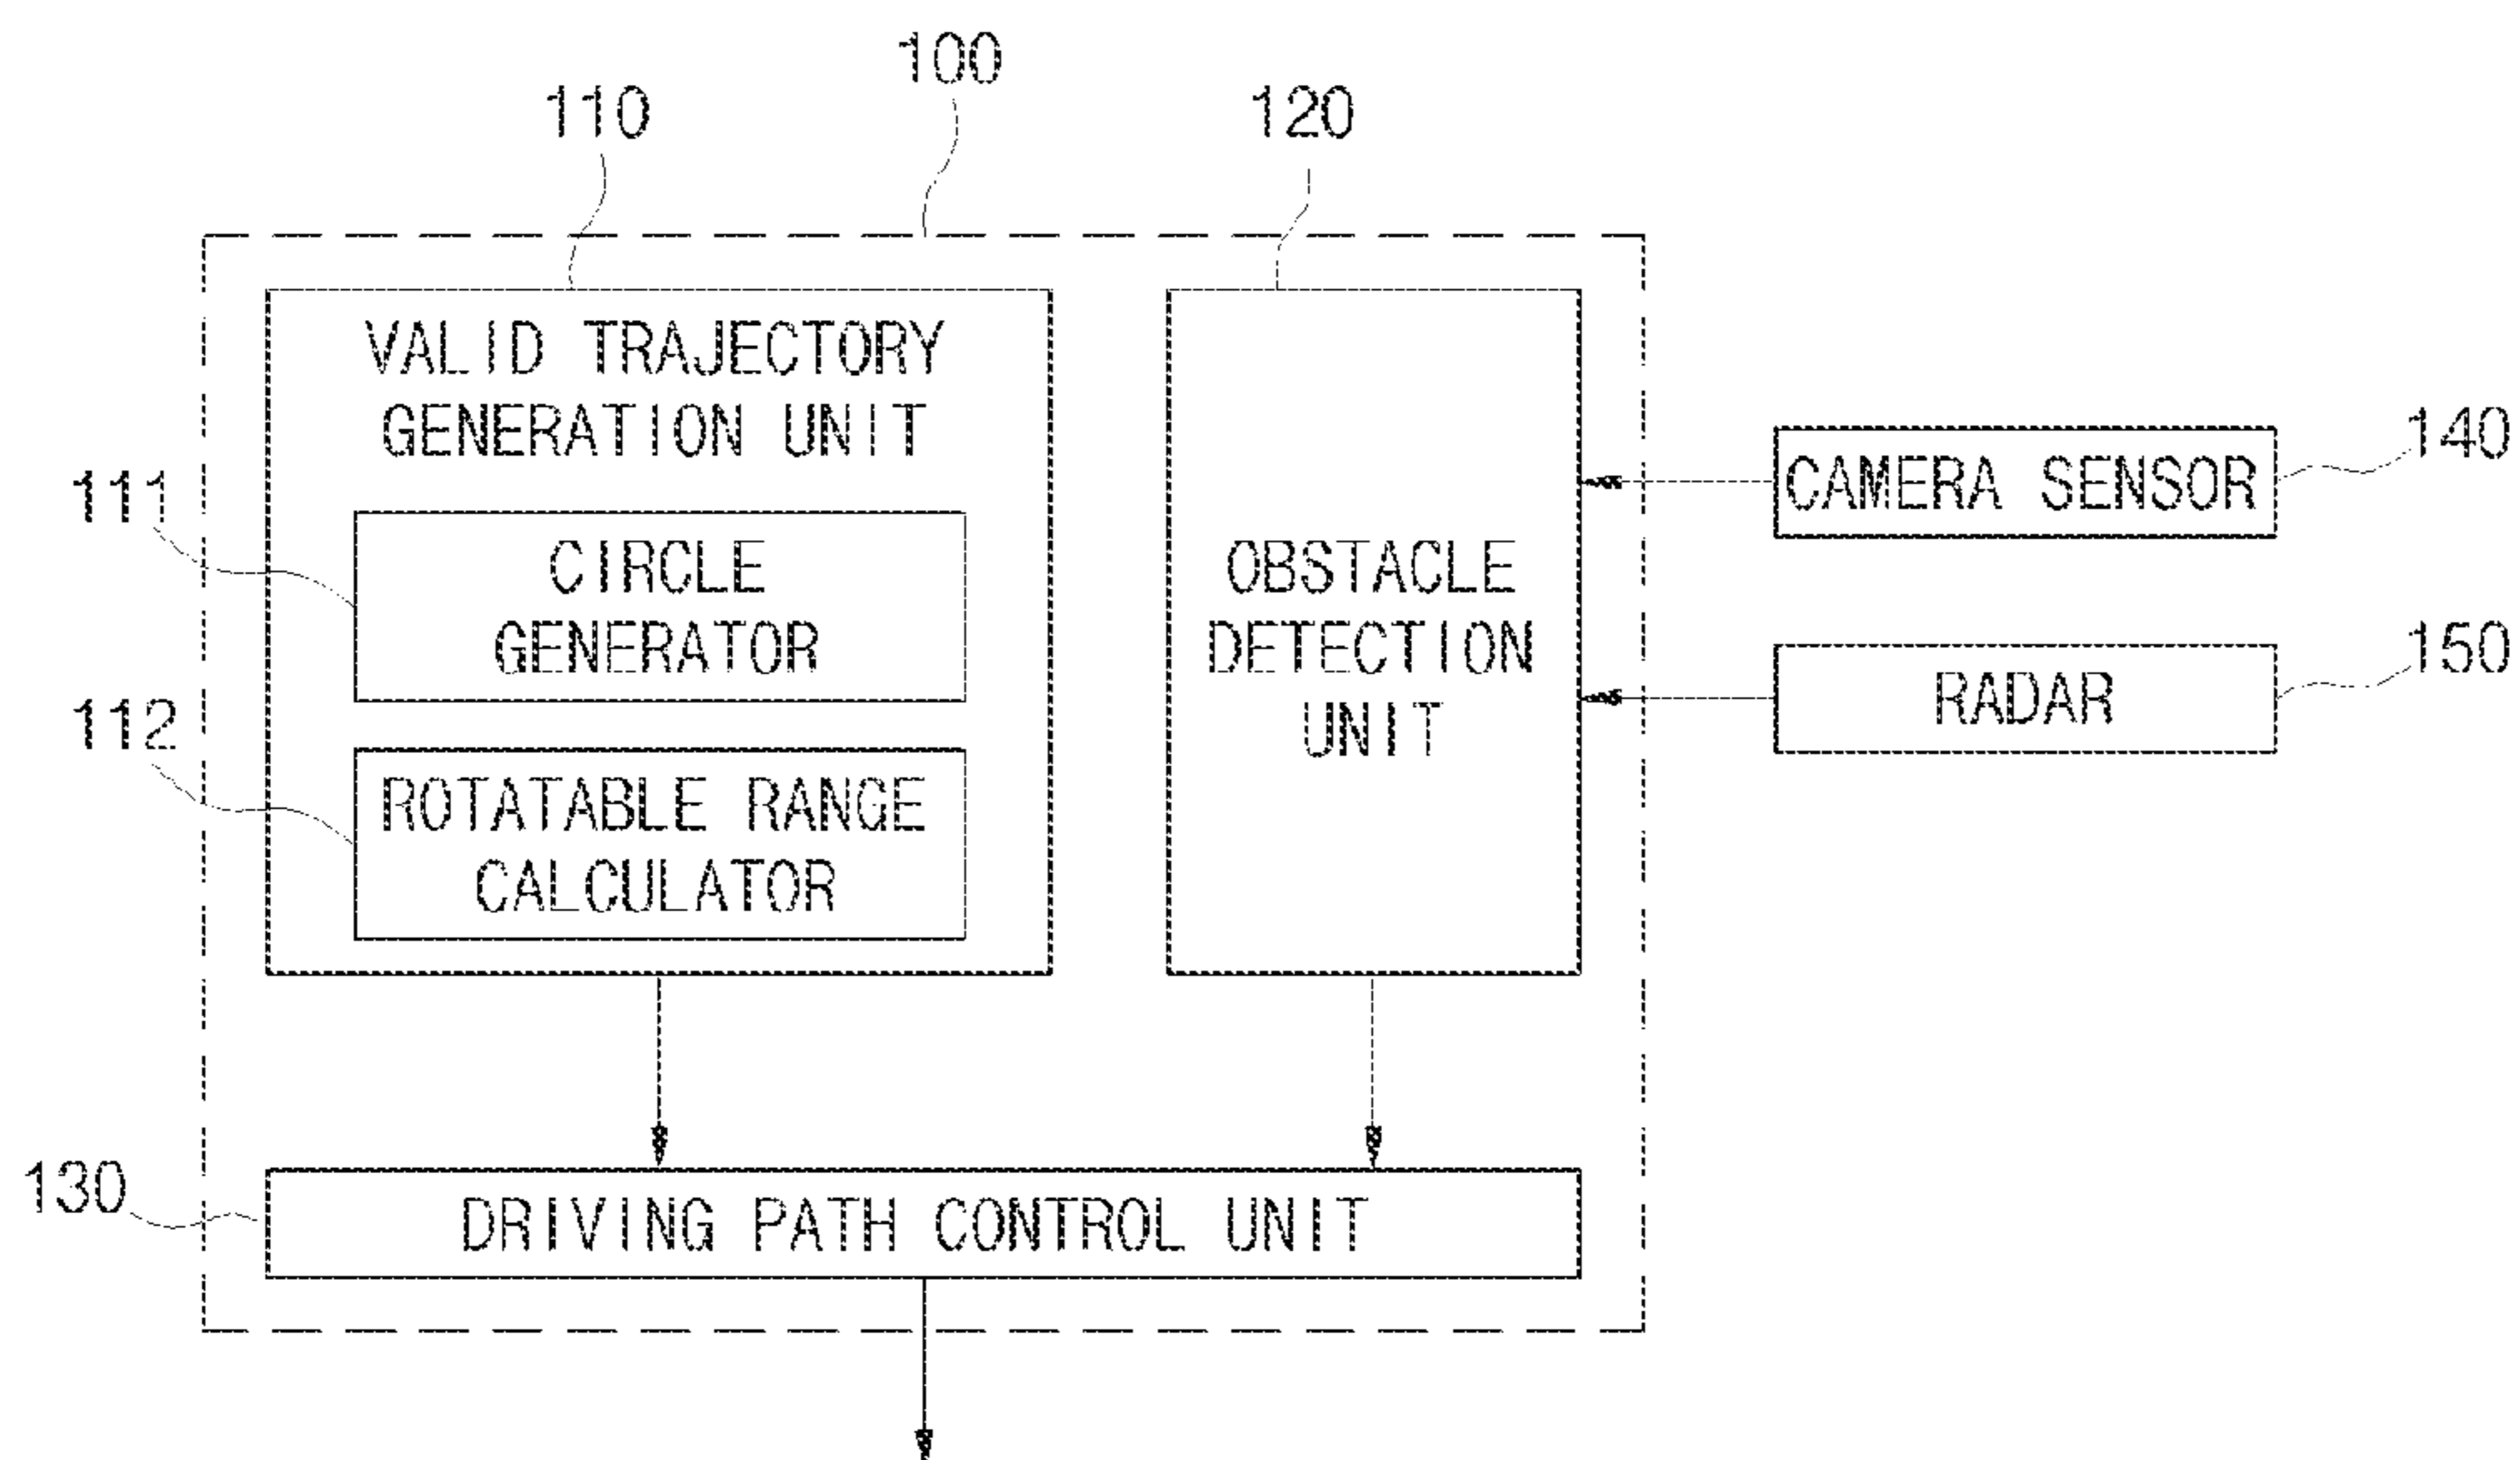 100
110
120
VALID TRAJECTORY
GENERATION UNIT
111
CIRCLE
GENERATOR
112
ROTATABLE RANGE
CALCULATOR
OBSTACLE
DETECTION
UNIT
CAMERA SENSOR
140
RADAR
150
130
DRIVING PATH CONTROL UNIT